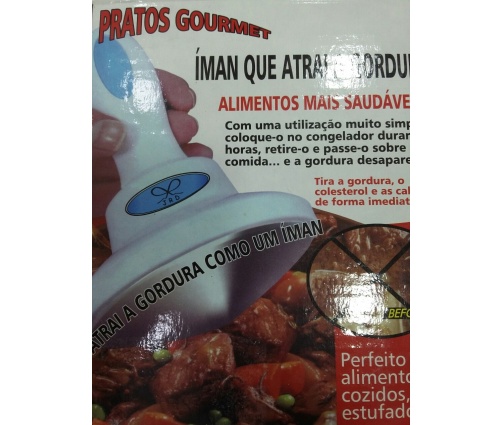 PRATOS GOURMET
ÍMAN QUE ATRAI A GORDU
ALIMENTOS MAIS SAUDÁVE
Com uma utilização muito simp
coloque-o no congelador duran
horas, retire-o e passe-o sobre
comida... e a gordura desapare
Tira a gordura, o
colesterol e as cal
de forma imediat
J&D
ATRAI A GORDURA COMO UM ÍMAN
BEFO
Perfeito
alimento
cozidos,
estufado